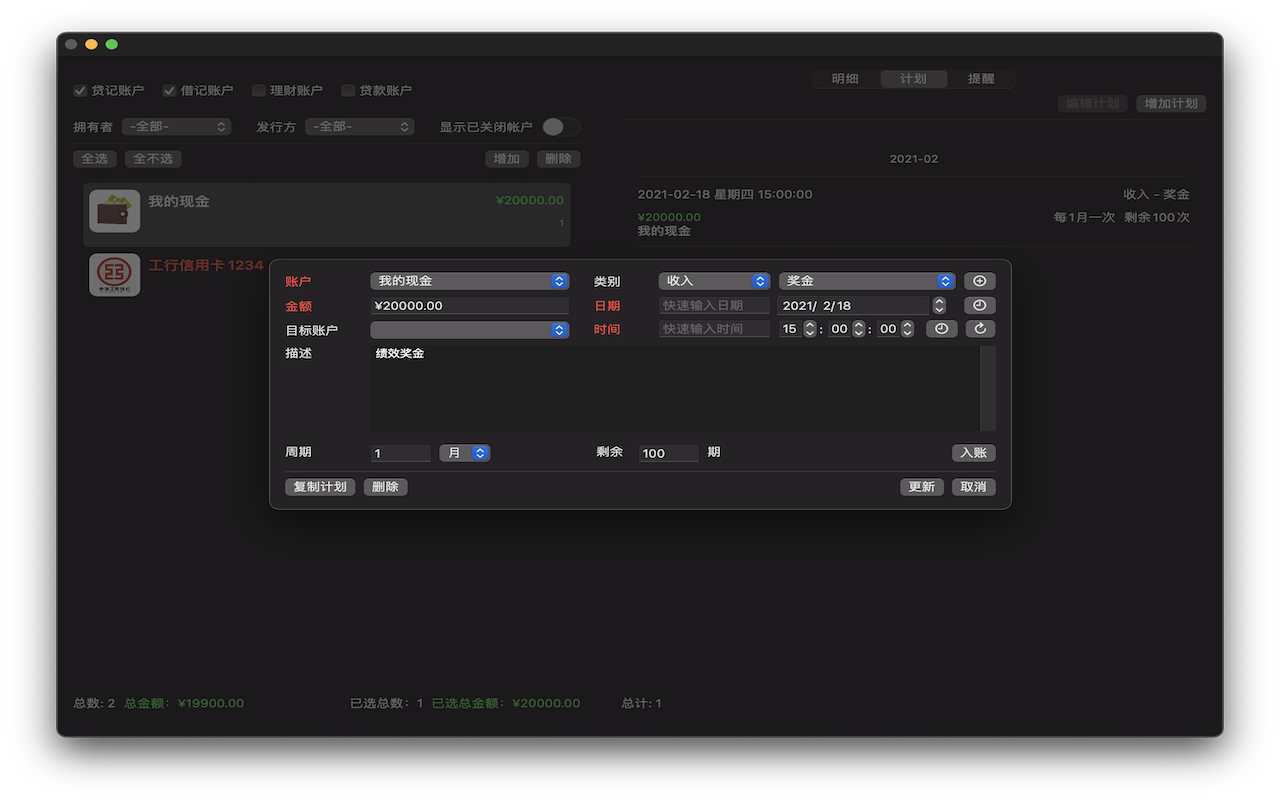 明细 计划 提醒
贷记账户 借记账户 理财账户 贷款账户
编辑计划 增加计划
拥有者 -全部- 发行方 -全部- 显示已关闭帐户
全选 全不选 增加 删除
2021-02
我的现金 ¥20000.00
1
2021-02-18 星期四 15:00:00 收入 - 奖金
¥20000.00 每1月一次 剩余100次
我的现金
工行信用卡1234
账户 我的现金 类别 收入 奖金
金额 ¥20000.00 日期 快速输入日期 2021/ 2/18
目标账户 时间 快速输入时间 15 : 00 : 00
描述 绩效奖金
周期 1 月 剩余 100 期 入账
复制计划 删除 更新 取消
总数: 2 总金额: ¥19900.00 已选总数: 1 已选总金额: ¥20000.00 总计: 1